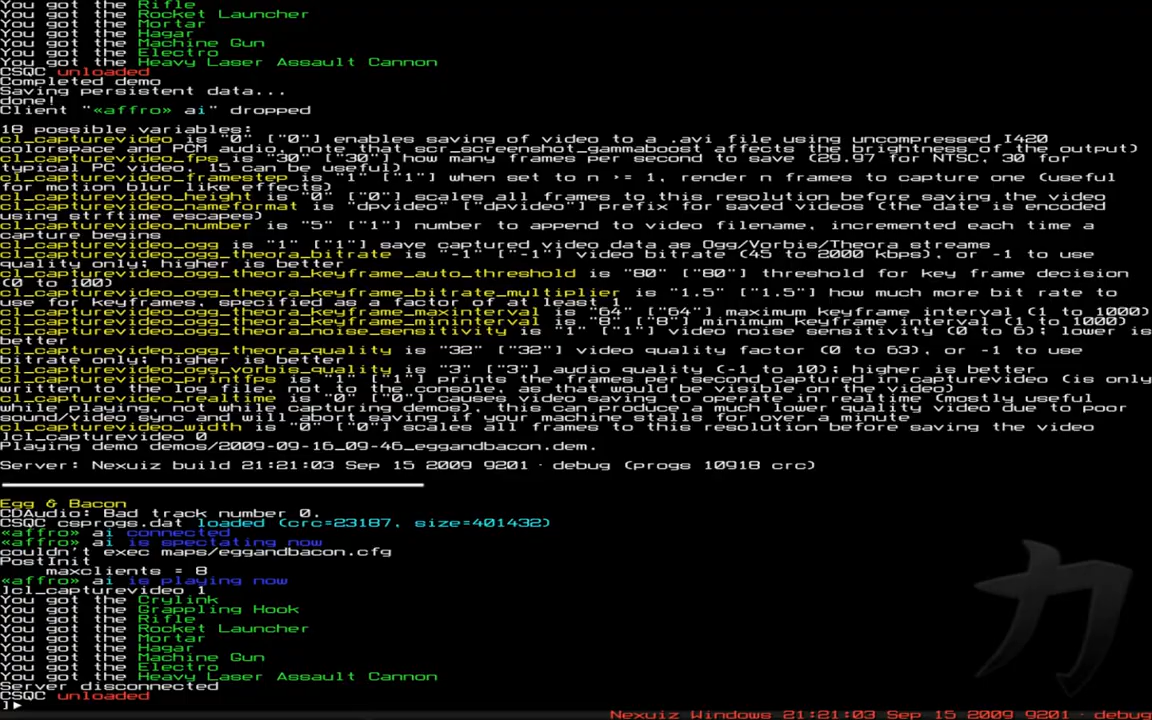 You got the Rifle
You got the Rocket Launcher
You got the Mortar
You got the Hagar
You got the Machine Gun
You got the Electro
You got the Heavy Laser Assault Cannon
CSQC unloaded
Completed demo
Saving persistent data...
done!
Client "«affro» ai" dropped
18 possible variables:
cl_capturevideo is "0" ["0"] enables saving of video to a .avi file using uncompressed I420
colorspace and PCM audio, note that scr_screenshot_gammaboost affects the brightness of the output)
cl_capturevideo_fps is "30" ["30"] how many frames per second to save (29.97 for NTSC, 30 for
typical PC video, 15 can be useful)
cl_capturevideo_framestep is "1" ["1"] when set to n >= 1, render n frames to capture one (useful
for motion blur like effects)
cl_capturevideo_height is "0" ["0"] scales all frames to this resolution before saving the video
cl_capturevideo_nameformat is "dpvideo" ["dpvideo"] prefix for saved videos (the date is encoded
using strftime escapes)
cl_capturevideo_number is "5" ["1"] number to append to video filename, incremented each time a
capture begins
cl_capturevideo_ogg is "1" ["1"] save captured video data as Ogg/Vorbis/Theora streams
cl_capturevideo_ogg_theora_bitrate is "-1" ["-1"] video bitrate (45 to 2000 kbps), or -1 to use
quality only; higher is better
cl_capturevideo_ogg_theora_keyframe_auto_threshold is "80" ["80"] threshold for key frame decision
(0 to 100)
cl_capturevideo_ogg_theora_keyframe_bitrate_multiplier is "1.5" ["1.5"] how much more bit rate to
use for keyframes, specified as a factor of at least 1
cl_capturevideo_ogg_theora_keyframe_maxinterval is "64" ["64"] maximum keyframe interval (1 to 1000)
cl_capturevideo_ogg_theora_keyframe_mininterval is "8" ["8"] minimum keyframe interval (1 to 1000)
cl_capturevideo_ogg_theora_noise_sensitivity is "1" ["1"] video noise sensitivity (0 to 6); lower is
better
cl_capturevideo_ogg_theora_quality is "32" ["32"] video quality factor (0 to 63), or -1 to use
bitrate only; higher is better
cl_capturevideo_ogg_vorbis_quality is "3" ["3"] audio quality (-1 to 10); higher is better
cl_capturevideo_printfps is "1" ["1"] prints the frames per second captured in capturevideo (is only
written to the log file, not to the console, as that would be visible on the video)
cl_capturevideo_realtime is "0" ["0"] causes video saving to operate in realtime (mostly useful
while playing, not while capturing demos), this can produce a much lower quality video due to poor
sound/video sync and will abort saving if your machine stalls for over a minute
cl_capturevideo_width is "0" ["0"] scales all frames to this resolution before saving the video
]cl_capturevideo 0
Playing demo demos/2009-09-16_09-46_eggandbacon.dem.
Server: Nexuiz build 21:21:03 Sep 15 2009 9201 · debug (progs 10918 crc)
Egg & Bacon
CDAudio: Bad track number 0.
CSQC csprogs.dat loaded (crc=23187, size=401432)
«affro» ai connected
«affro» ai is spectating now
couldn't exec maps/eggandbacon.cfg
PostInit
maxclients = 8
«affro» ai is playing now
]cl_capturevideo 1
You got the Crylink
You got the Grappling Hook
You got the Rifle
You got the Rocket Launcher
You got the Mortar
You got the Hagar
You got the Machine Gun
You got the Electro
You got the Heavy Laser Assault Cannon
Server disconnected
CSQC unloaded
]
力
Nexuiz Windows 21:21:03 Sep 15 2009 9201 · debug